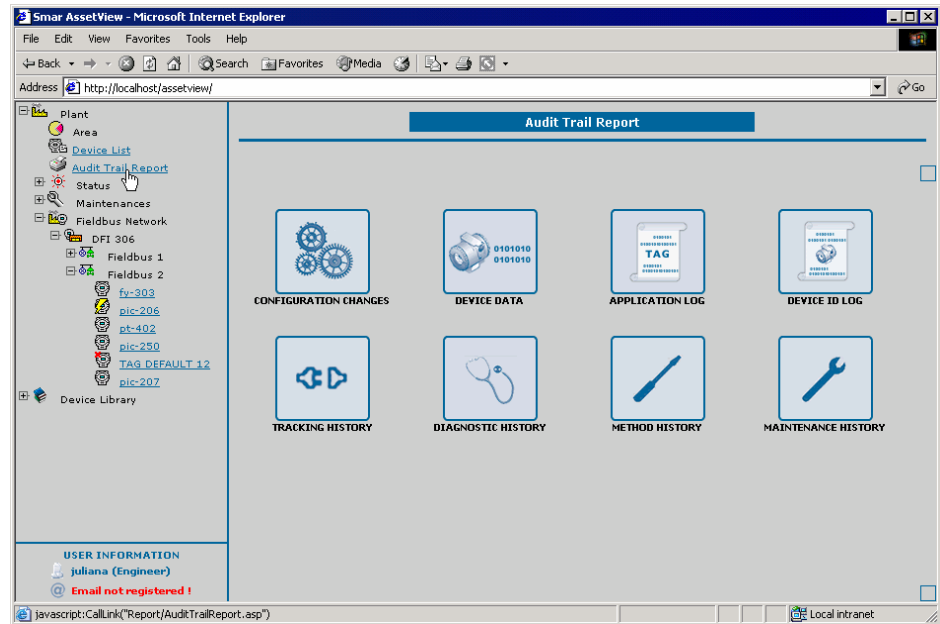 Smar AssetView - Microsoft Internet Explorer
File Edit View Favorites Tools Help
Back Search Favorites Media
Address http://localhost/assetview/ Go
Plant
Area
Device List
Audit Trail Report
Status
Maintenances
Fieldbus Network
DFI 306
Fieldbus 1
Fieldbus 2
fy-303
pic-206
pt-402
pic-250
TAG DEFAULT 12
pic-207
Device Library
USER INFORMATION
juliana (Engineer)
@ Email not registered !
Audit Trail Report
0101010
0101010
TAG
CONFIGURATION CHANGES DEVICE DATA APPLICATION LOG DEVICE ID LOG
TRACKING HISTORY DIAGNOSTIC HISTORY METHOD HISTORY MAINTENANCE HISTORY
javascript:CallLink("Report/AuditTrailReport.asp") Local intranet